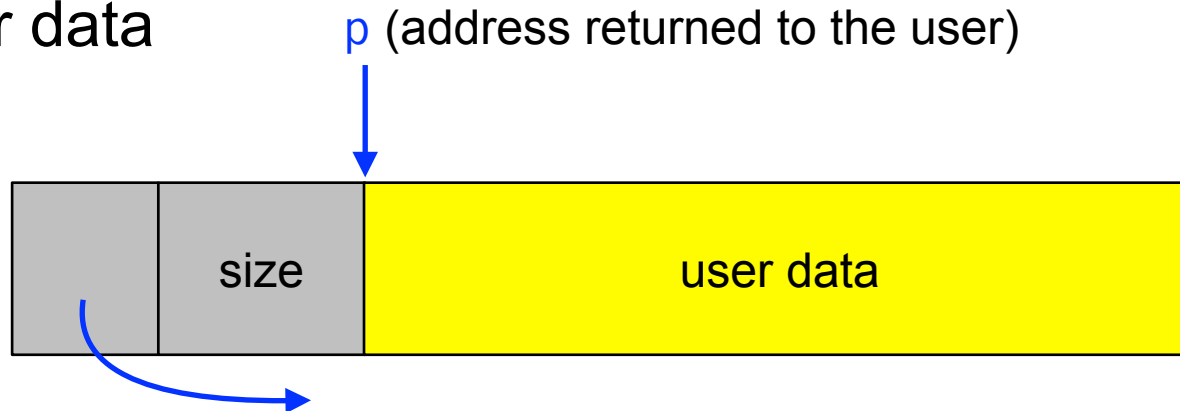 r data
p (address returned to the user)
size
user data